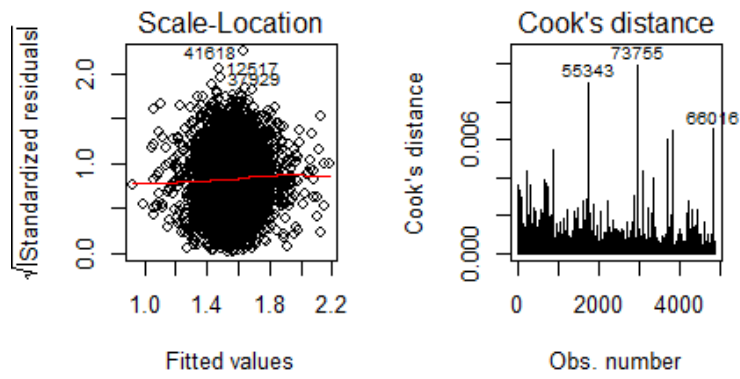 Scale-Location
√|Standardized residuals|
0.0 1.0 2.0
41618
12517
37929
1.0 1.4 1.8 2.2
Fitted values
Cook's distance
Cook's distance
0.000 0.006
73755
55343
66016
0 2000 4000
Obs. number